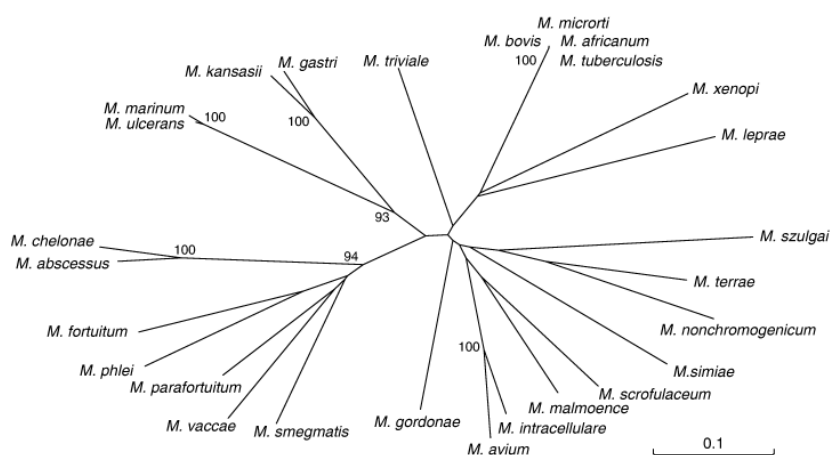 M. microrti
M. bovis M. africanum
100 M. tuberculosis
M. gastri
M. triviale
M. kansasii
M. xenopi
M. marinum 100
M. ulcerans
100
M. leprae
93
M. szulgai
M. chelonae
100
94
M. abscessus
M. terrae
M. fortuitum
M. nonchromogenicum
100
M. phlei
M.simiae
M. parafortuitum
M. scrofulaceum
M. malmoence
M. gordonae
M. vaccae
M. smegmatis
M. intracellulare
M. avium
0.1